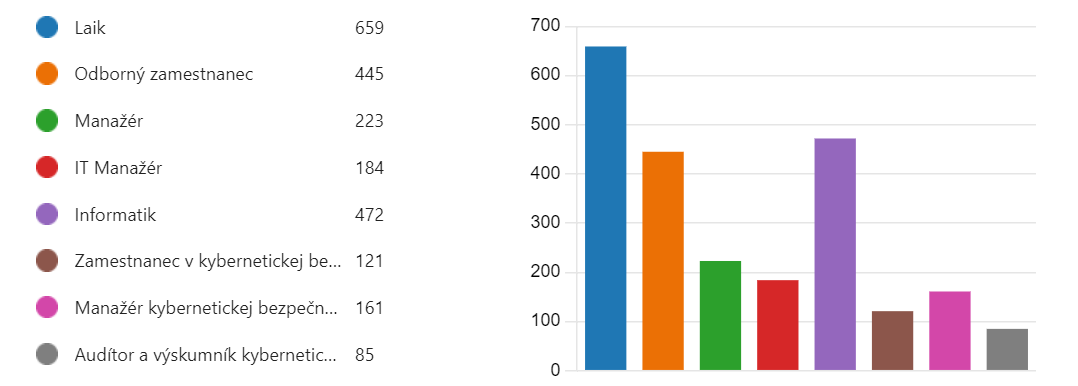 Laik 659
Odborný zamestnanec 445
Manažér 223
IT Manažér 184
Informatik 472
Zamestnanec v kybernetickej be... 121
Manažér kybernetickej bezpečn... 161
Audítor a výskumník kybernetic... 85
700
600
500
400
300
200
100
0